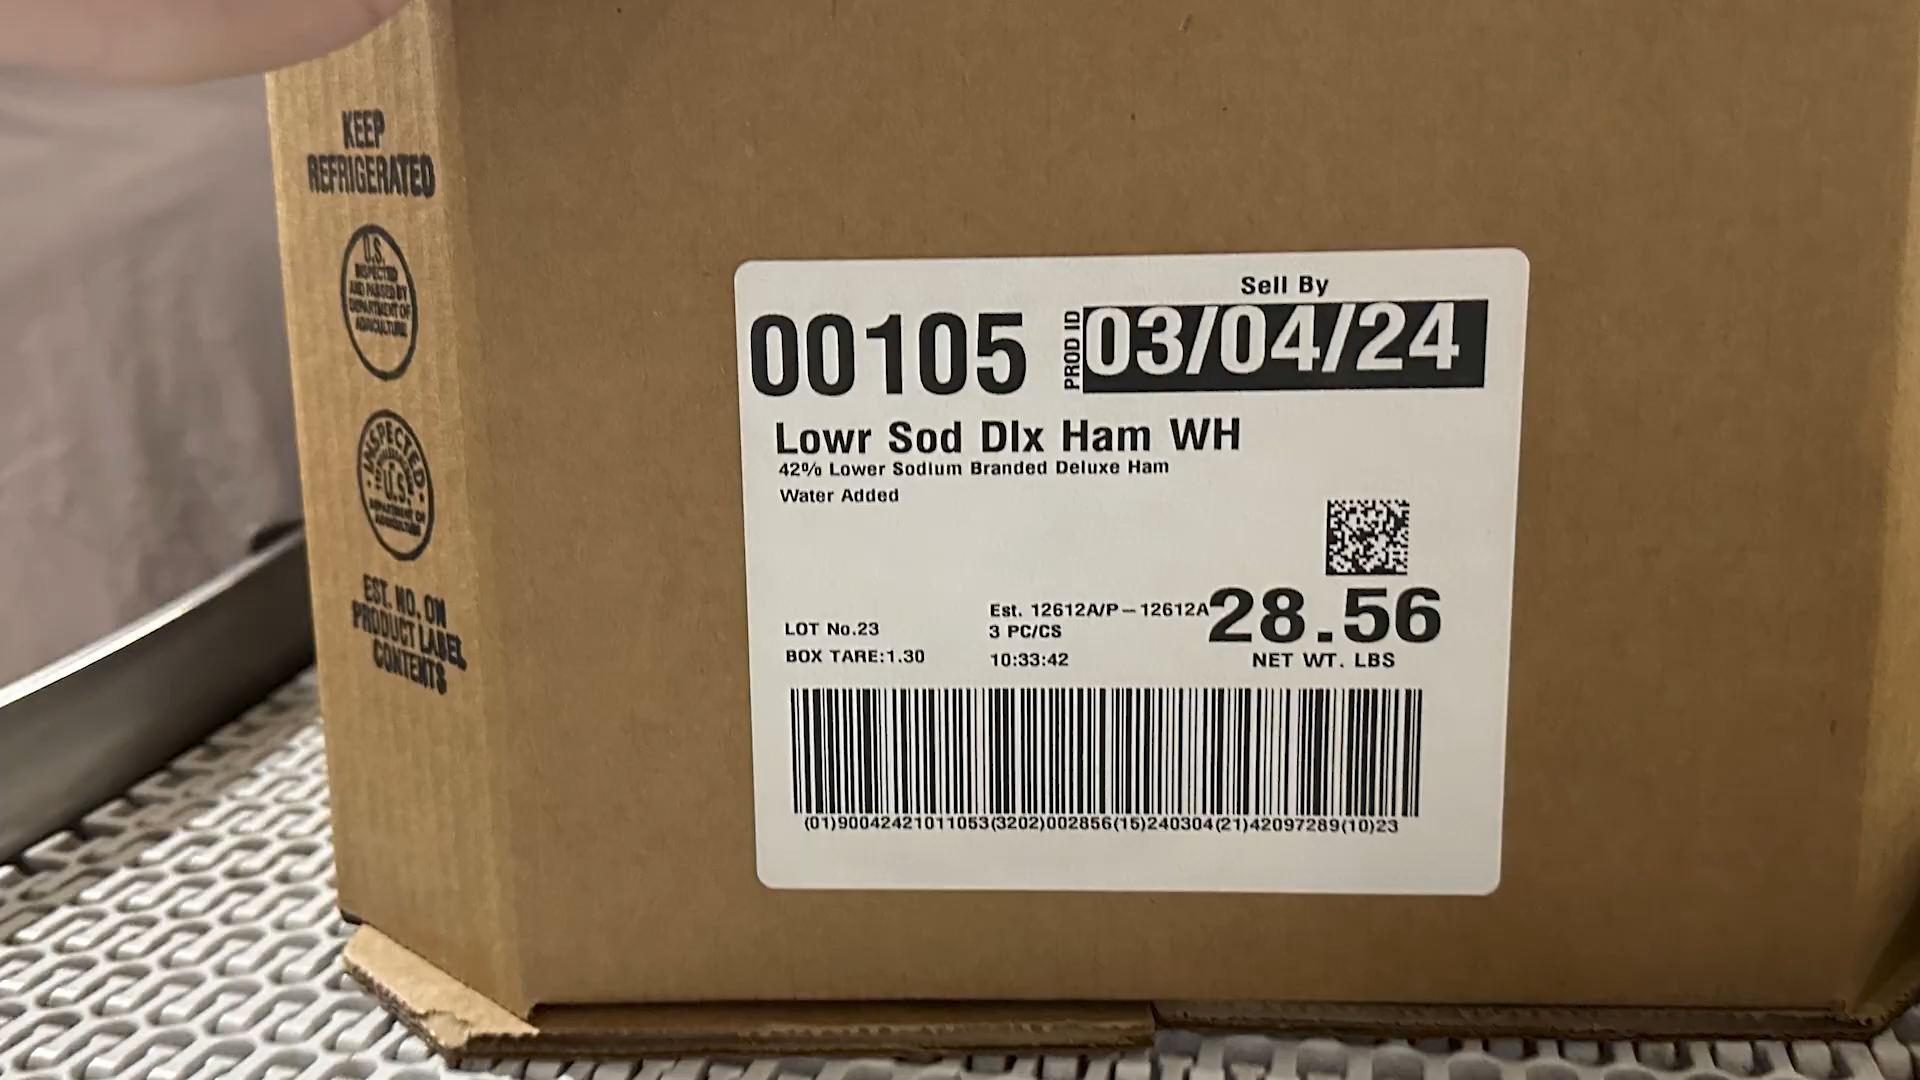 KEEP
REFRIGERATED
U.S.
INSPECTED
AND PASSED BY
DEPARTMENT OF
AGRICULTURE
INSPECTED
U.S.
DEPARTMENT OF
AGRICULTURE
EST. NO. ON
PRODUCT LABEL
CONTENTS
Sell By
00105
PROD ID
03/04/24
Lowr Sod Dlx Ham WH
42% Lower Sodium Branded Deluxe Ham
Water Added
Est. 12612A/P-12612A
LOT No.23
3 PC/CS
28.56
BOX TARE:1.30
10:33:42
NET WT. LBS
(01)90042421011053(3202)002856(15)240304(21)42097289(10)23